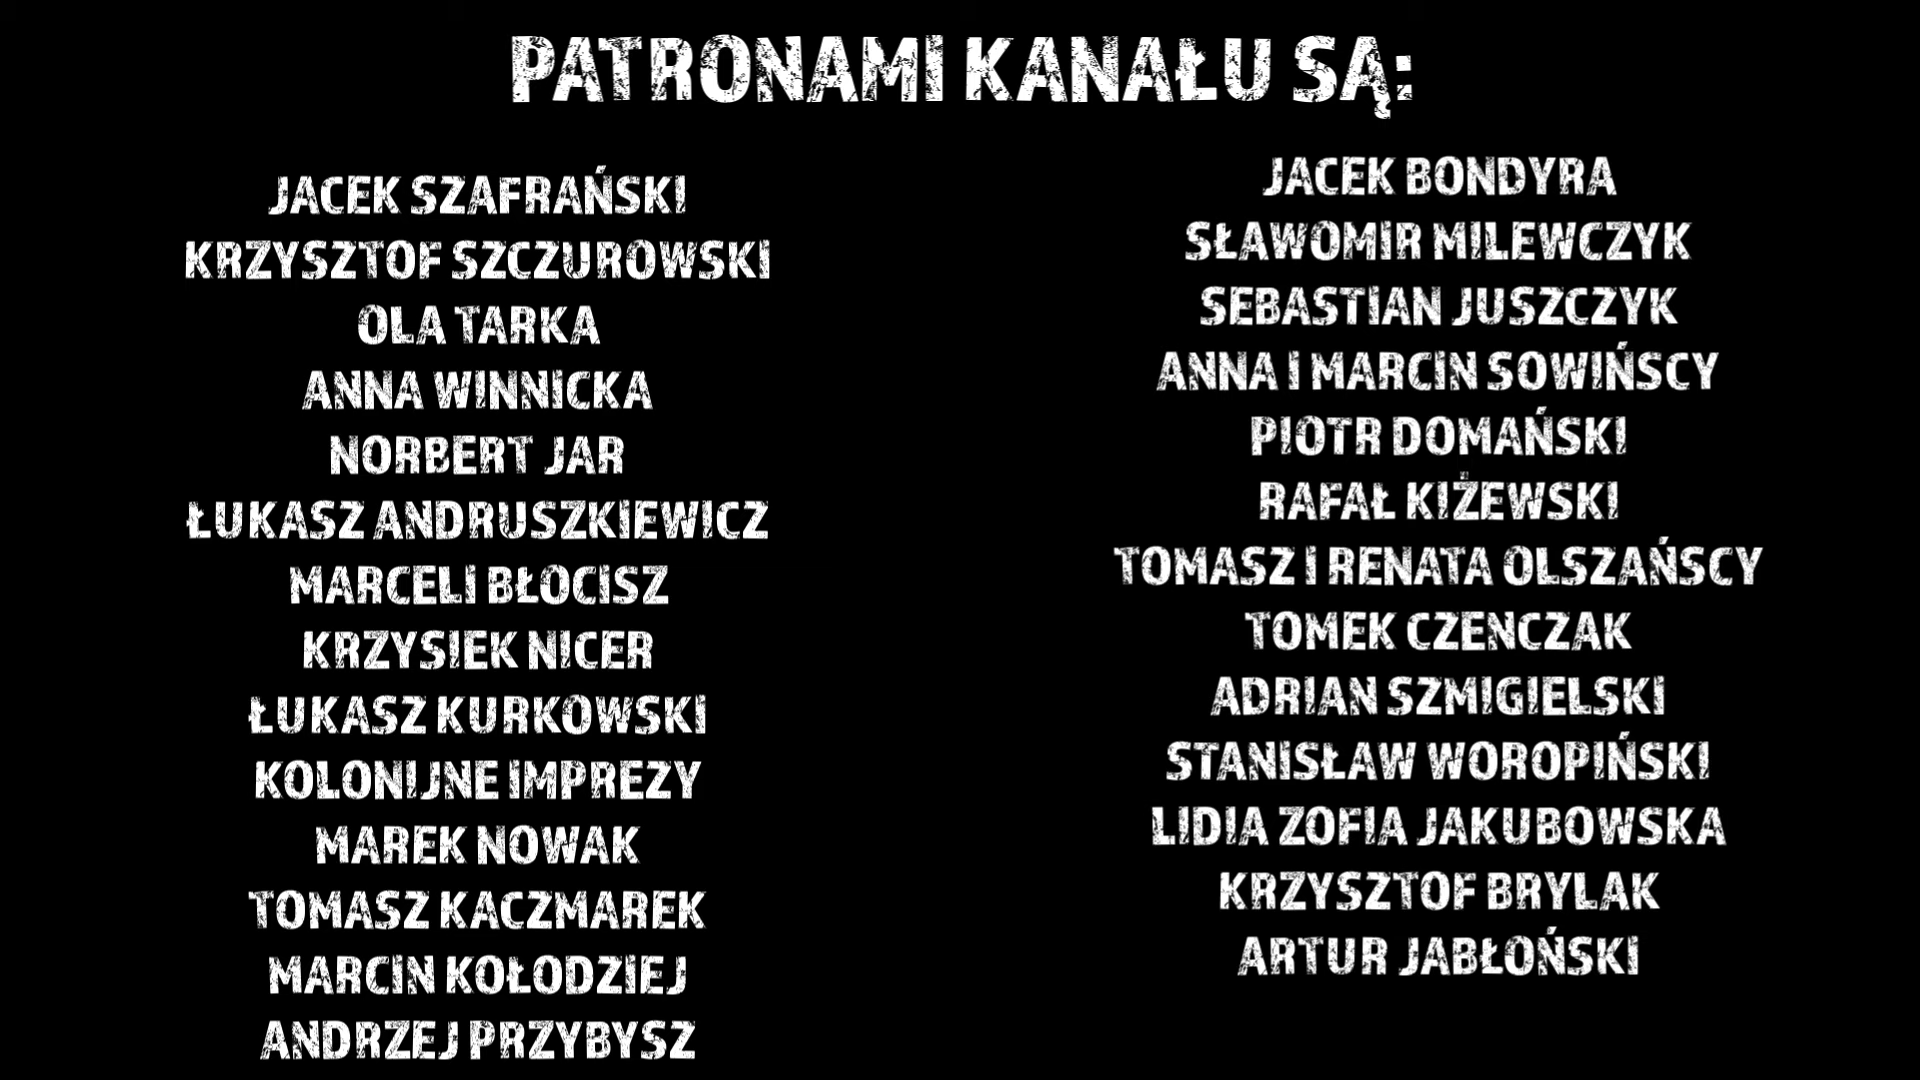 PATRONAMI KANAŁU SĄ:
JACEK SZAFRAŃSKI
KRZYSZTOF SZCZUROWSKI
OLA TARKA
ANNA WINNICKA
NORBERT JAR
ŁUKASZ ANDRUSZKIEWICZ
MARCELI BŁOCISZ
KRZYSIEK NICER
ŁUKASZ KURKOWSKI
KOLONIJNE IMPREZY
MAREK NOWAK
TOMASZ KACZMAREK
MARCIN KOŁODZIEJ
ANDRZEJ PRZYBYSZ
JACEK BONDYRA
SŁAWOMIR MILEWCZYK
SEBASTIAN JUSZCZYK
ANNA I MARCIN SOWIŃSCY
PIOTR DOMAŃSKI
RAFAŁ KIŻEWSKI
TOMASZ I RENATA OLSZAŃSCY
TOMEK CZENCZAK
ADRIAN SZMIGIELSKI
STANISŁAW WOROPIŃSKI
LIDIA ZOFIA JAKUBOWSKA
KRZYSZTOF BRYLAK
ARTUR JABŁOŃSKI